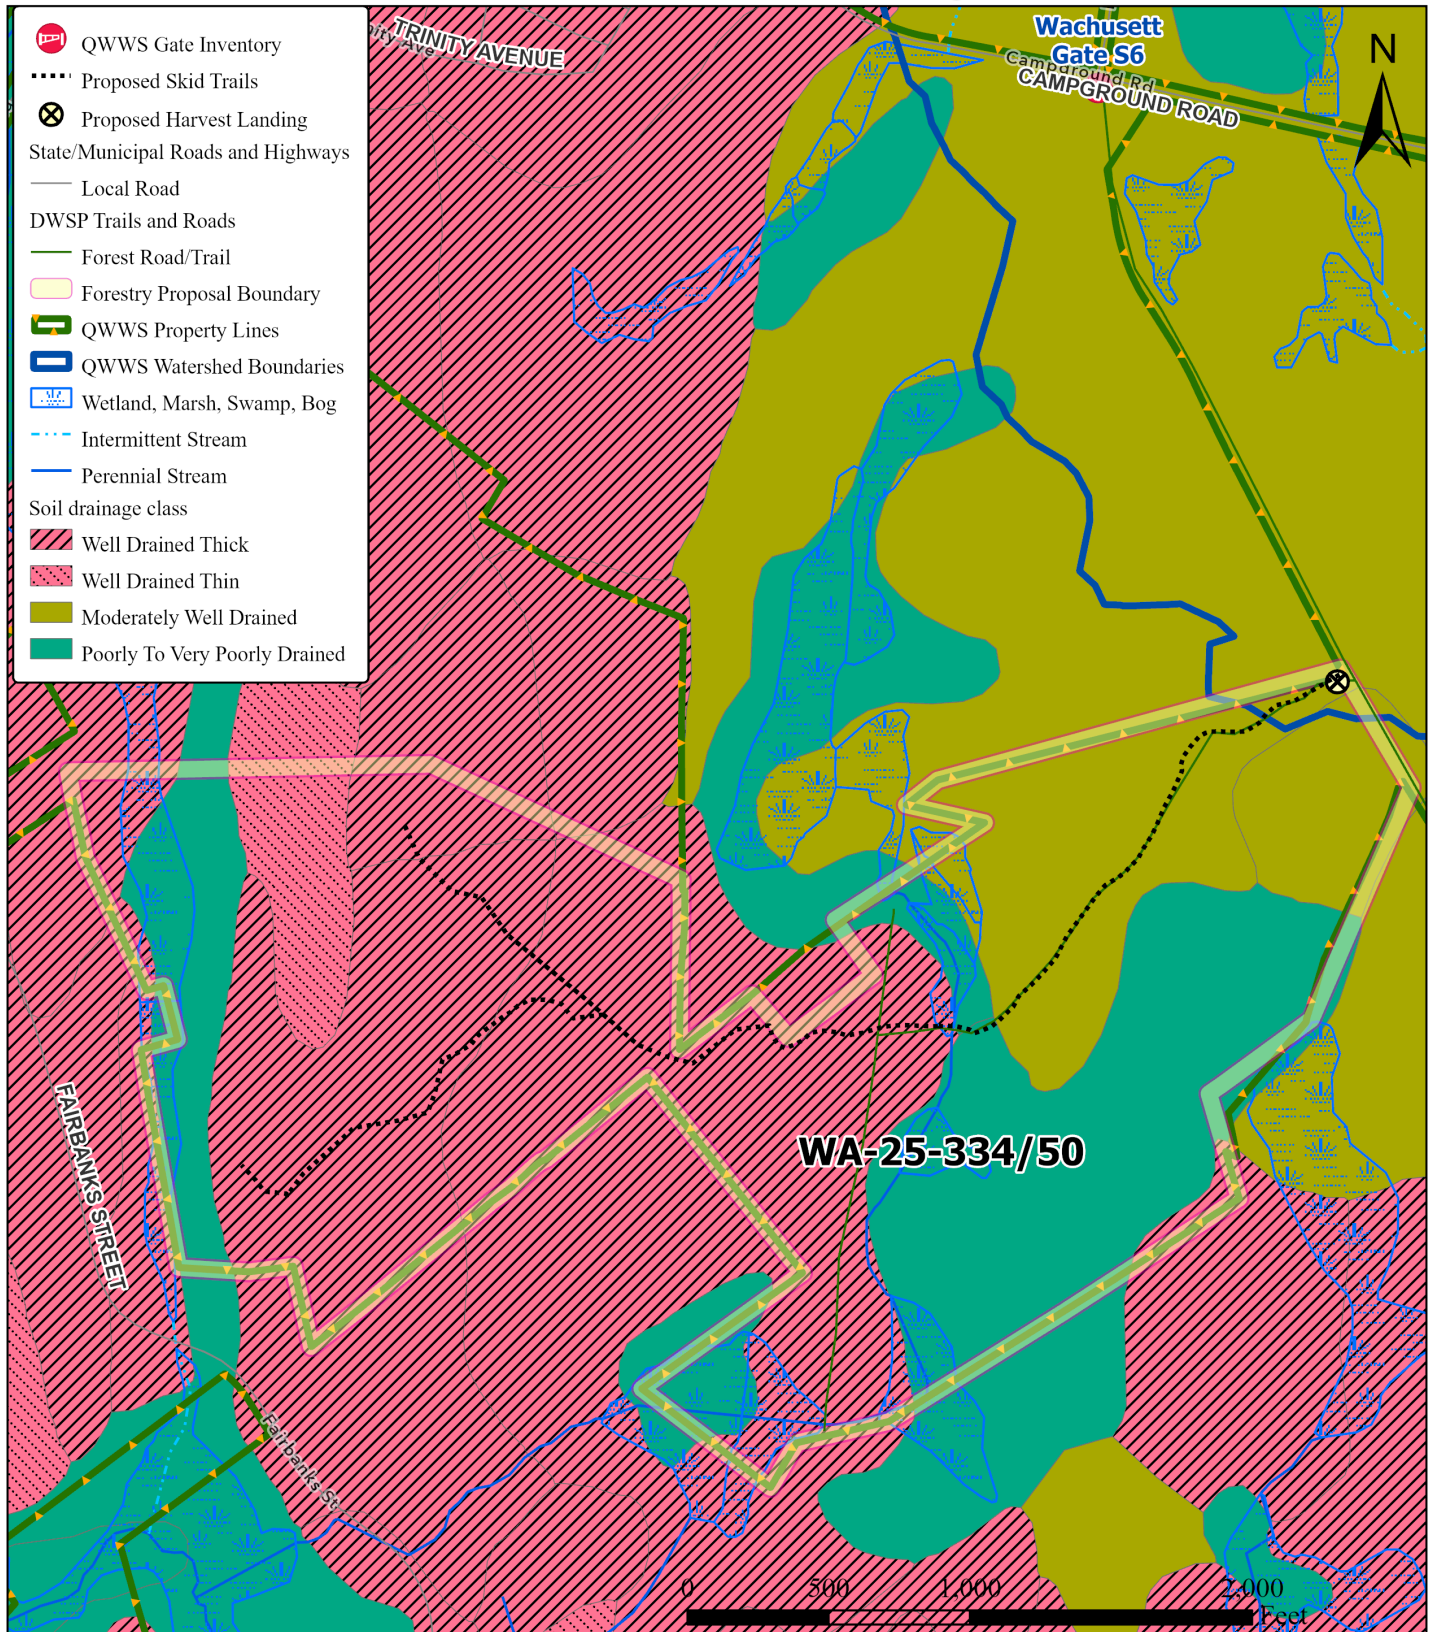 QWWS Gate Inventory
Proposed Skid Trails
Proposed Harvest Landing
State/Municipal Roads and Highways
Local Road
DWSP Trails and Roads
Forest Road/Trail
Forestry Proposal Boundary
QWWS Property Lines
QWWS Watershed Boundaries
Wetland, Marsh, Swamp, Bog
Intermittent Stream
Perennial Stream
Soil drainage class
Well Drained Thick
Well Drained Thin
Moderately Well Drained
Poorly To Very Poorly Drained
TRINITY AVENUE
Ave
Wachusett
Gate S6
Campground Rd
CAMPGROUND ROAD
N
WA-25-334/50
FAIRBANKS STREET
Fairbanks St
0 500 1,000 2,000
Feet